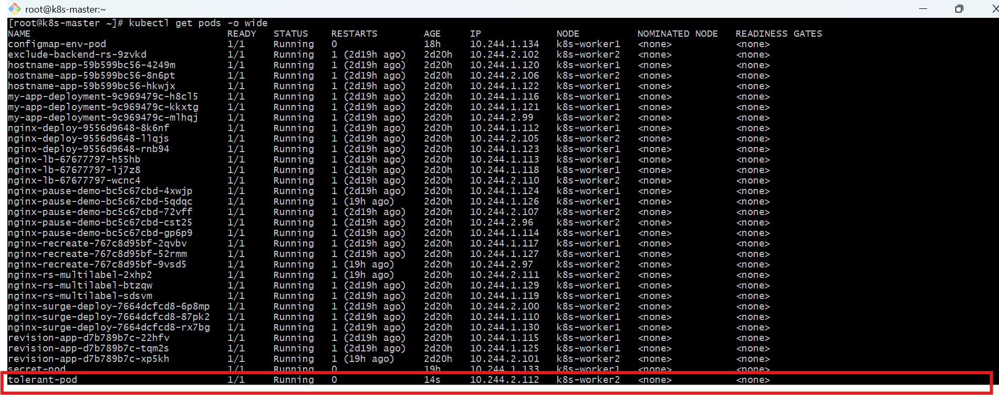 root@k8s-master:~
[root@k8s-master ~]# kubectl get pods -o wide
NAME READY STATUS RESTARTS AGE IP NODE NOMINATED NODE READINESS GATES
configmap-env-pod 1/1 Running 0 18h 10.244.1.134 k8s-worker1 <none> <none>
exclude-backend-rs-9zvkd 1/1 Running 1 (2d19h ago) 2d20h 10.244.2.102 k8s-worker2 <none> <none>
hostname-app-59b599bc56-4249m 1/1 Running 1 (2d19h ago) 2d20h 10.244.1.120 k8s-worker1 <none> <none>
hostname-app-59b599bc56-8n6pt 1/1 Running 1 (2d19h ago) 2d20h 10.244.2.106 k8s-worker2 <none> <none>
hostname-app-59b599bc56-hkwjx 1/1 Running 1 (2d19h ago) 2d20h 10.244.1.122 k8s-worker1 <none> <none>
my-app-deployment-9c969479c-h8cl5 1/1 Running 1 (2d19h ago) 2d20h 10.244.1.116 k8s-worker1 <none> <none>
my-app-deployment-9c969479c-kkxtg 1/1 Running 1 (2d19h ago) 2d20h 10.244.1.121 k8s-worker1 <none> <none>
my-app-deployment-9c969479c-mlhqj 1/1 Running 1 (2d19h ago) 2d20h 10.244.2.99 k8s-worker2 <none> <none>
nginx-deploy-9556d9648-8k6nf 1/1 Running 1 (2d19h ago) 2d20h 10.244.1.112 k8s-worker1 <none> <none>
nginx-deploy-9556d9648-llqjs 1/1 Running 1 (2d19h ago) 2d20h 10.244.2.105 k8s-worker2 <none> <none>
nginx-deploy-9556d9648-rnb94 1/1 Running 1 (2d19h ago) 2d20h 10.244.1.123 k8s-worker1 <none> <none>
nginx-lb-67677797-h55hb 1/1 Running 1 (2d19h ago) 2d20h 10.244.1.113 k8s-worker1 <none> <none>
nginx-lb-67677797-lj7z8 1/1 Running 1 (2d19h ago) 2d20h 10.244.1.118 k8s-worker1 <none> <none>
nginx-lb-67677797-wcnc4 1/1 Running 1 (2d19h ago) 2d20h 10.244.2.110 k8s-worker2 <none> <none>
nginx-pause-demo-bc5c67cbd-4xwjp 1/1 Running 1 (2d19h ago) 2d20h 10.244.1.124 k8s-worker1 <none> <none>
nginx-pause-demo-bc5c67cbd-5qdqc 1/1 Running 1 (19h ago) 2d20h 10.244.1.126 k8s-worker1 <none> <none>
nginx-pause-demo-bc5c67cbd-72vff 1/1 Running 1 (2d19h ago) 2d20h 10.244.2.107 k8s-worker2 <none> <none>
nginx-pause-demo-bc5c67cbd-cst25 1/1 Running 1 (2d19h ago) 2d20h 10.244.2.96 k8s-worker2 <none> <none>
nginx-pause-demo-bc5c67cbd-gp6p9 1/1 Running 1 (2d19h ago) 2d20h 10.244.1.114 k8s-worker1 <none> <none>
nginx-recreate-767c8d95bf-2qvbv 1/1 Running 1 (2d19h ago) 2d20h 10.244.1.117 k8s-worker1 <none> <none>
nginx-recreate-767c8d95bf-52rmm 1/1 Running 1 (2d19h ago) 2d20h 10.244.1.127 k8s-worker1 <none> <none>
nginx-recreate-767c8d95bf-9vsd5 1/1 Running 1 (19h ago) 2d20h 10.244.2.97 k8s-worker2 <none> <none>
nginx-rs-multilabel-2xhp2 1/1 Running 1 (19h ago) 2d20h 10.244.2.111 k8s-worker2 <none> <none>
nginx-rs-multilabel-btzqw 1/1 Running 1 (2d19h ago) 2d20h 10.244.1.129 k8s-worker1 <none> <none>
nginx-rs-multilabel-sdsvm 1/1 Running 1 (2d19h ago) 2d20h 10.244.1.119 k8s-worker1 <none> <none>
nginx-surge-deploy-7664dcfcd8-6p8mp 1/1 Running 1 (2d19h ago) 2d20h 10.244.2.100 k8s-worker2 <none> <none>
nginx-surge-deploy-7664dcfcd8-87pk2 1/1 Running 1 (2d19h ago) 2d20h 10.244.1.110 k8s-worker1 <none> <none>
nginx-surge-deploy-7664dcfcd8-rx7bg 1/1 Running 1 (2d19h ago) 2d20h 10.244.1.130 k8s-worker1 <none> <none>
revision-app-d7b789b7c-22hfv 1/1 Running 1 (2d19h ago) 2d20h 10.244.1.115 k8s-worker1 <none> <none>
revision-app-d7b789b7c-tqm2s 1/1 Running 1 (2d19h ago) 2d20h 10.244.1.125 k8s-worker1 <none> <none>
revision-app-d7b789b7c-xp5kh 1/1 Running 1 (19h ago) 2d20h 10.244.2.101 k8s-worker2 <none> <none>
secret-pod 1/1 Running 0 19h 10.244.1.133 k8s-worker1 <none> <none>
tolerant-pod 1/1 Running 0 14s 10.244.2.112 k8s-worker2 <none> <none>